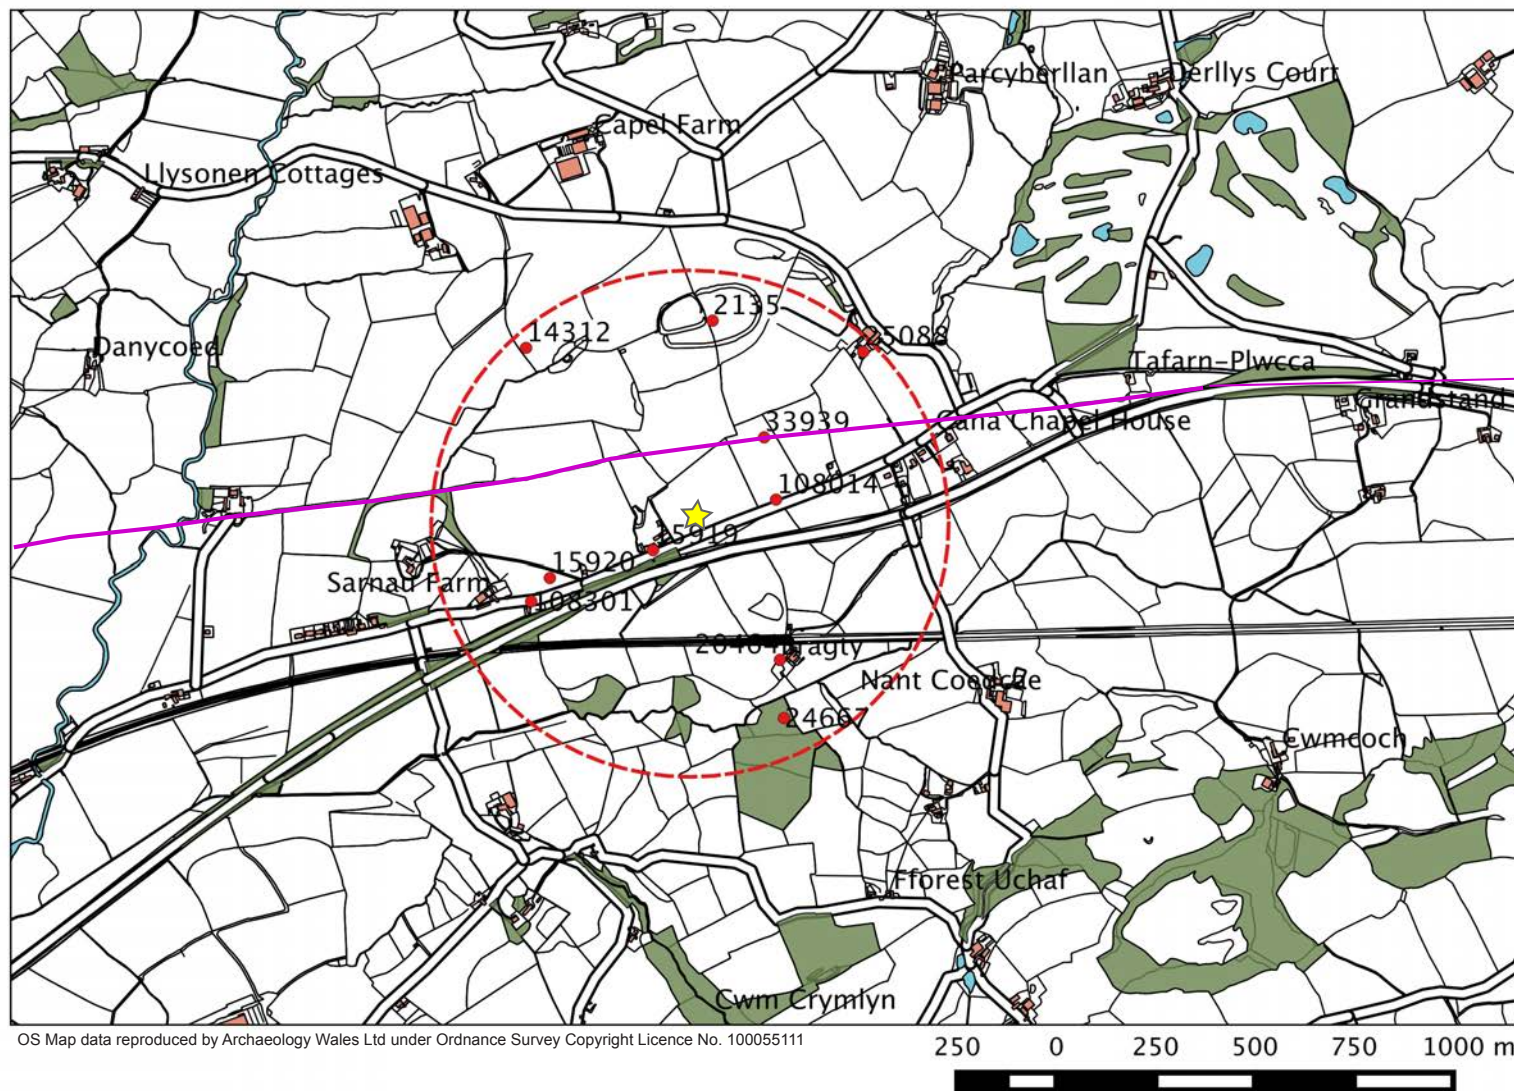 Parcyberllan
Derllys Court
Capel Farm
Llysonen Cottages
2135
14312
25088
Danycoed
Tafarn-Plwcca
Grandstand
33939
Cana Chapel House
108014
15919
15920
Sarnau Farm
108301
20464
Nant Coedcae
24667
Cwmcoch
Fforest Uchaf
Cwm Crymlyn
OS Map data reproduced by Archaeology Wales Ltd under Ordnance Survey Copyright Licence No. 100055111
250 0 250 500 750 1000 m